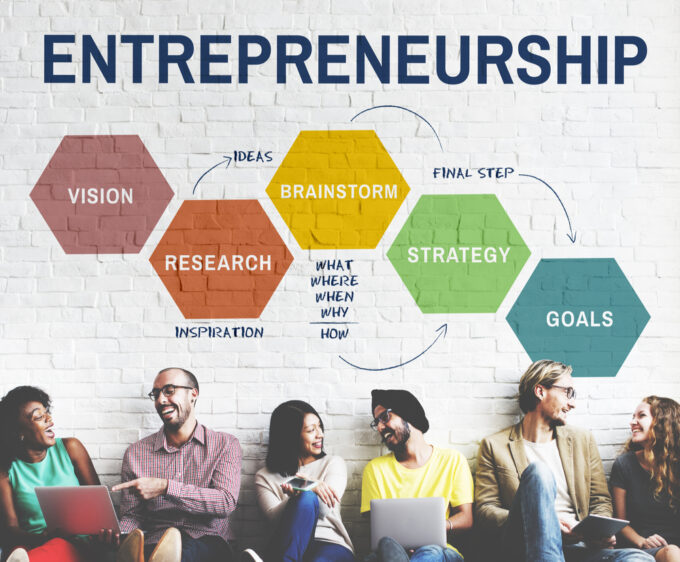 ENTREPRENEURSHIP
VISION
RESEARCH
INSPIRATION
IDEAS
BRAINSTORM
WHAT
WHERE
WHEN
WHY
HOW
STRATEGY
FINAL STEP
GOALS